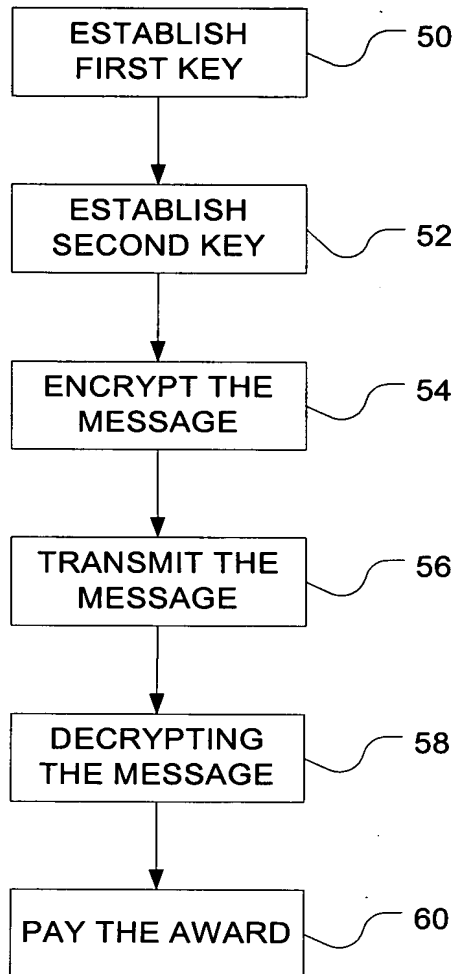 ESTABLISH
FIRST KEY
50
ESTABLISH
SECOND KEY
52
ENCRYPT THE
MESSAGE
54
TRANSMIT THE
MESSAGE
56
DECRYPTING
THE MESSAGE
58
PAY THE AWARD
60